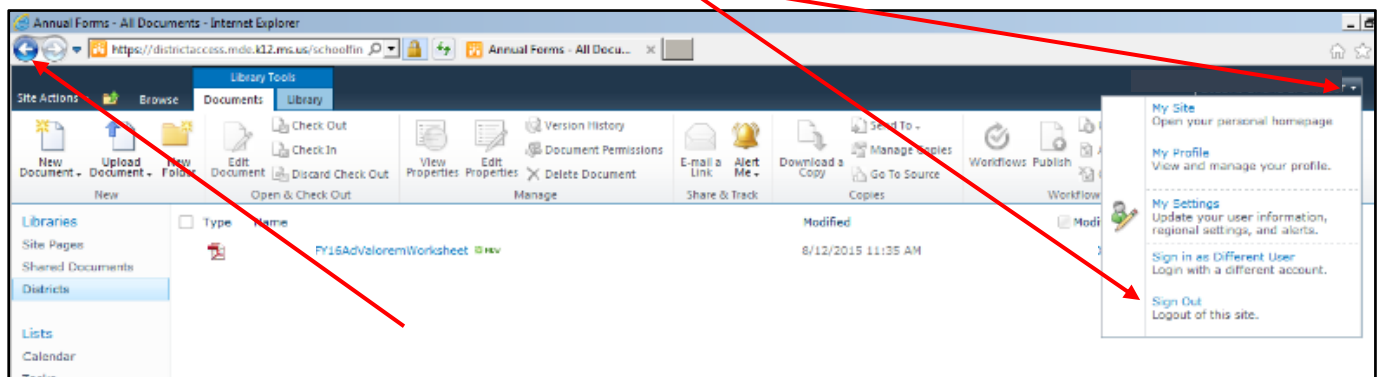 Annual Forms - All Documents - Internet Explorer
https://districtaccess.mde.k12.ms.us/schoolfin
Annual Forms - All Docu...
Library Tools
Site Actions Browse Documents Library
New Document
Upload Document
New Folder
New
Edit Document
Check Out
Check In
Discard Check Out
Open & Check Out
View Properties
Edit Properties
Version History
Document Permissions
Delete Document
Manage
E-mail a Link
Alert Me
Share & Track
Download a Copy
Send To
Manage Copies
Go To Source
Copies
Workflows Publish
Workflow
My Site
Open your personal homepage
My Profile
View and manage your profile.
My Settings
Update your user information,
regional settings, and alerts.
Sign in as Different User
Login with a different account.
Sign Out
Logout of this site.
Libraries
Site Pages
Shared Documents
Districts
Lists
Calendar
Type Name Modified Modi
FY16AdValoremWorksheet NEW 8/12/2015 11:35 AM